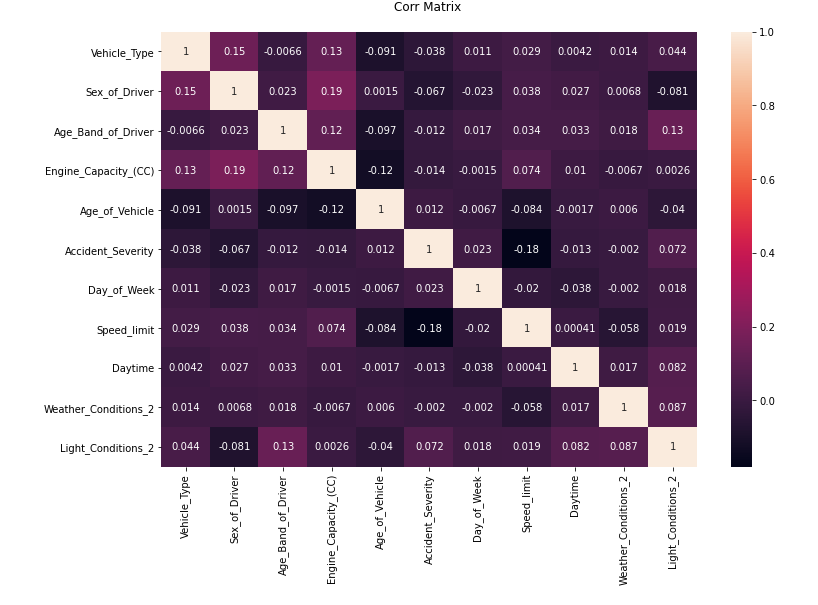 Corr Matrix
Vehicle_Type 1 0.15 -0.0066 0.13 -0.091 -0.038 0.011 0.029 0.0042 0.014 0.044
Sex_of_Driver 0.15 1 0.023 0.19 0.0015 -0.067 -0.023 0.038 0.027 0.0068 -0.081
Age_Band_of_Driver -0.0066 0.023 1 0.12 -0.097 -0.012 0.017 0.034 0.033 0.018 0.13
Engine_Capacity_(CC) 0.13 0.19 0.12 1 -0.12 -0.014 -0.0015 0.074 0.01 -0.0067 0.0026
Age_of_Vehicle -0.091 0.0015 -0.097 -0.12 1 0.012 -0.0067 -0.084 -0.0017 0.006 -0.04
Accident_Severity -0.038 -0.067 -0.012 -0.014 0.012 1 0.023 -0.18 -0.013 -0.002 0.072
Day_of_Week 0.011 -0.023 0.017 -0.0015 -0.0067 0.023 1 -0.02 -0.038 -0.002 0.018
Speed_limit 0.029 0.038 0.034 0.074 -0.084 -0.18 -0.02 1 0.00041 -0.058 0.019
Daytime 0.0042 0.027 0.033 0.01 -0.0017 -0.013 -0.038 0.00041 1 0.017 0.082
Weather_Conditions_2 0.014 0.0068 0.018 -0.0067 0.006 -0.002 -0.002 -0.058 0.017 1 0.087
Light_Conditions_2 0.044 -0.081 0.13 0.0026 -0.04 0.072 0.018 0.019 0.082 0.087 1
Vehicle_Type
Sex_of_Driver
Age_Band_of_Driver
Engine_Capacity_(CC)
Age_of_Vehicle
Accident_Severity
Day_of_Week
Speed_limit
Daytime
Weather_Conditions_2
Light_Conditions_2
1.0
0.8
0.6
0.4
0.2
0.0